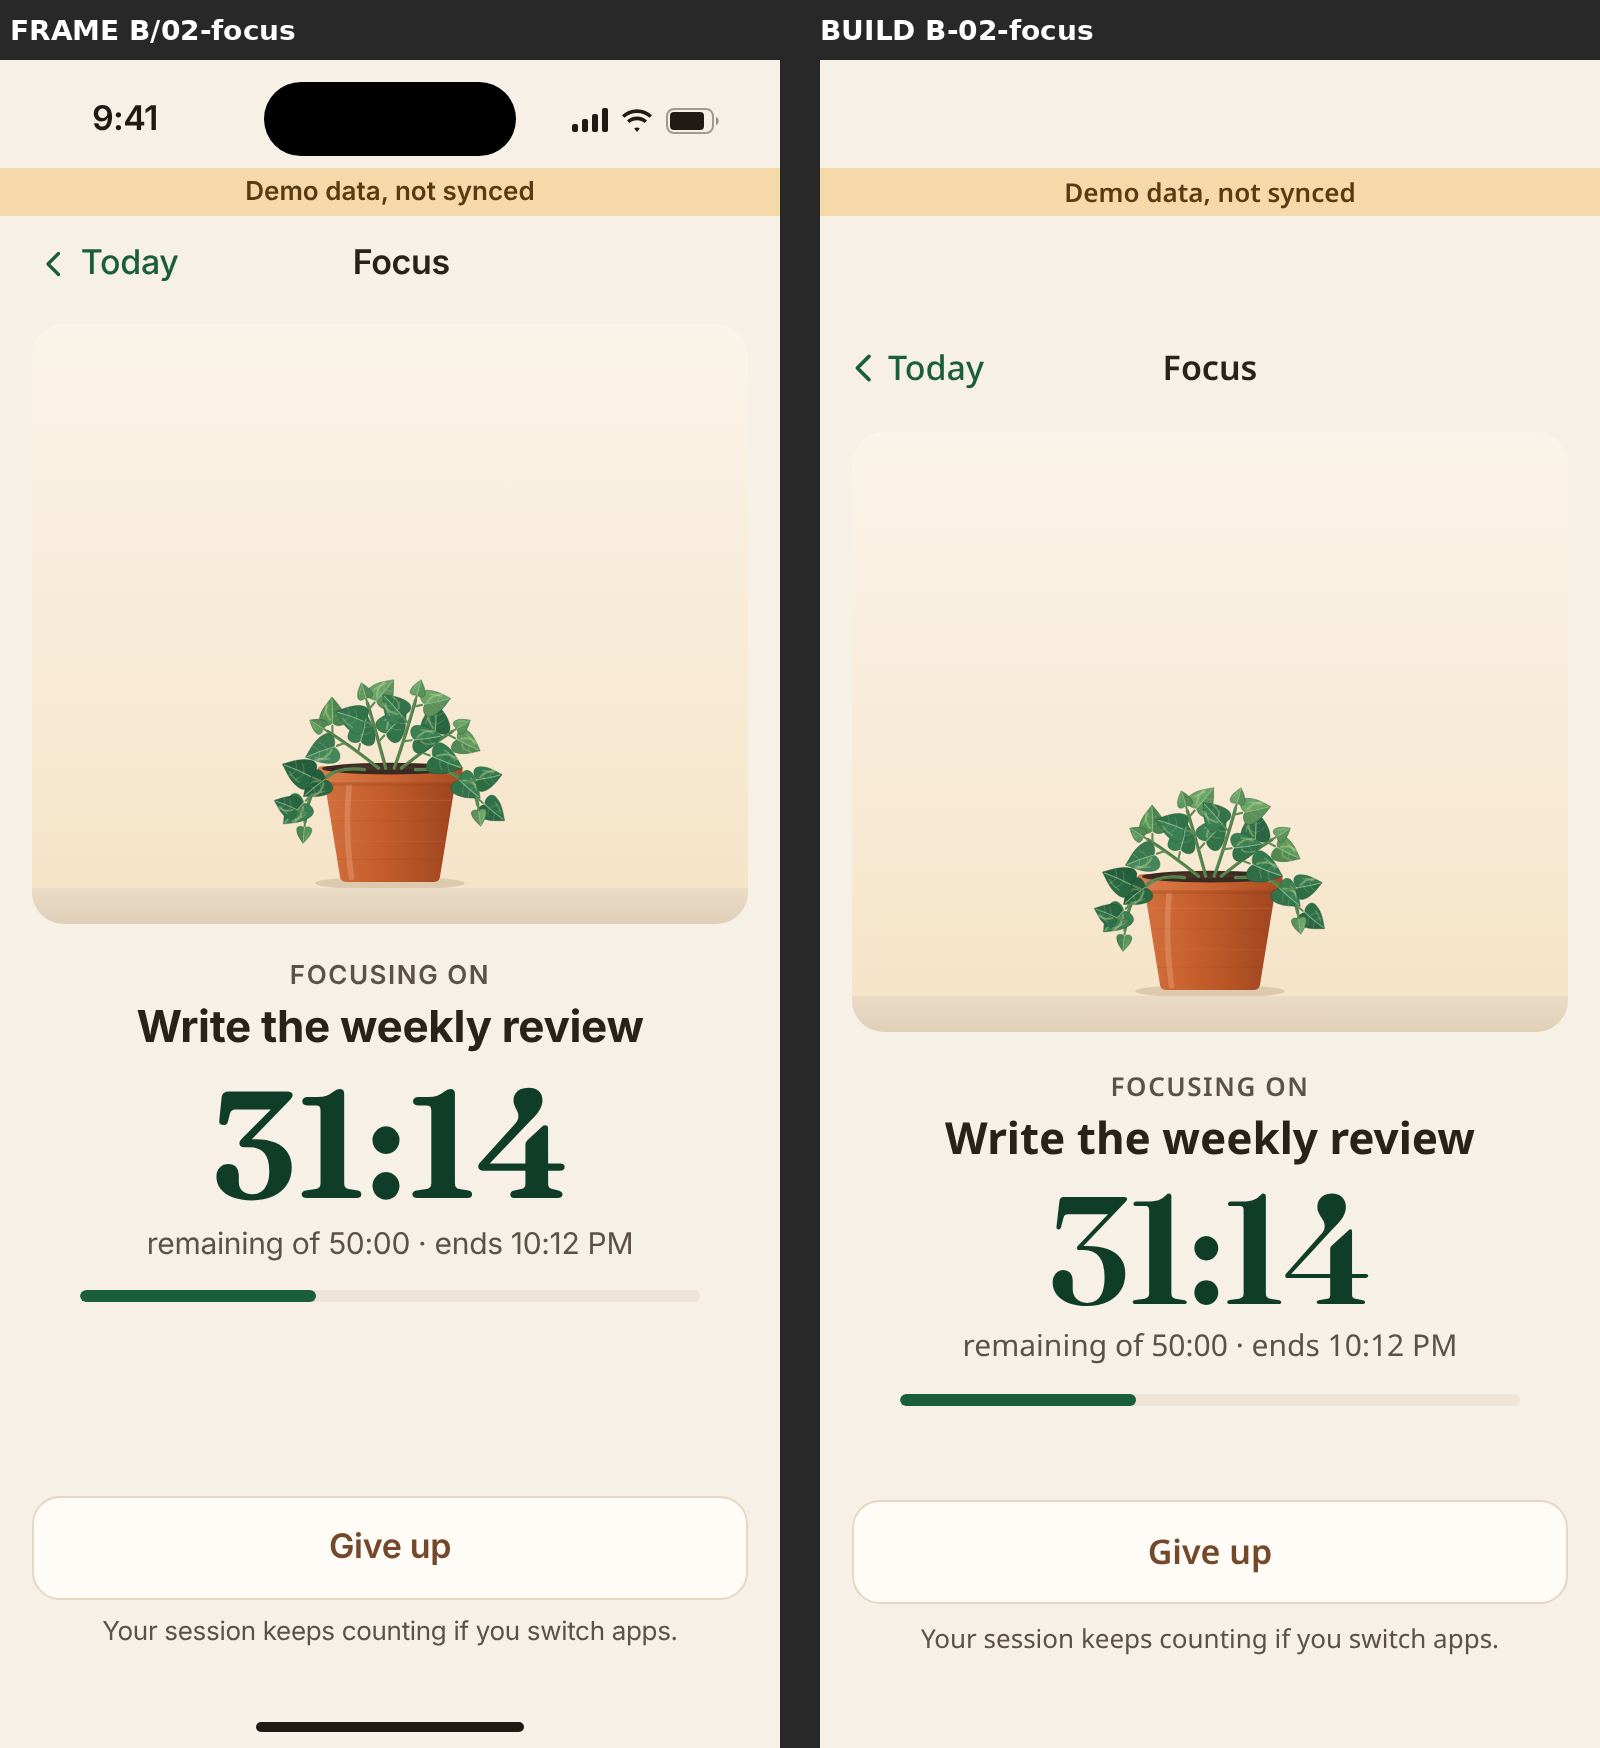 FRAME B/02-focus
9:41
Demo data, not synced
Today
Focus
FOCUSING ON
Write the weekly review
31:14
remaining of 50:00 · ends 10:12 PM
Give up
Your session keeps counting if you switch apps.
BUILD B-02-focus
Demo data, not synced
Today
Focus
FOCUSING ON
Write the weekly review
31:14
remaining of 50:00 · ends 10:12 PM
Give up
Your session keeps counting if you switch apps.